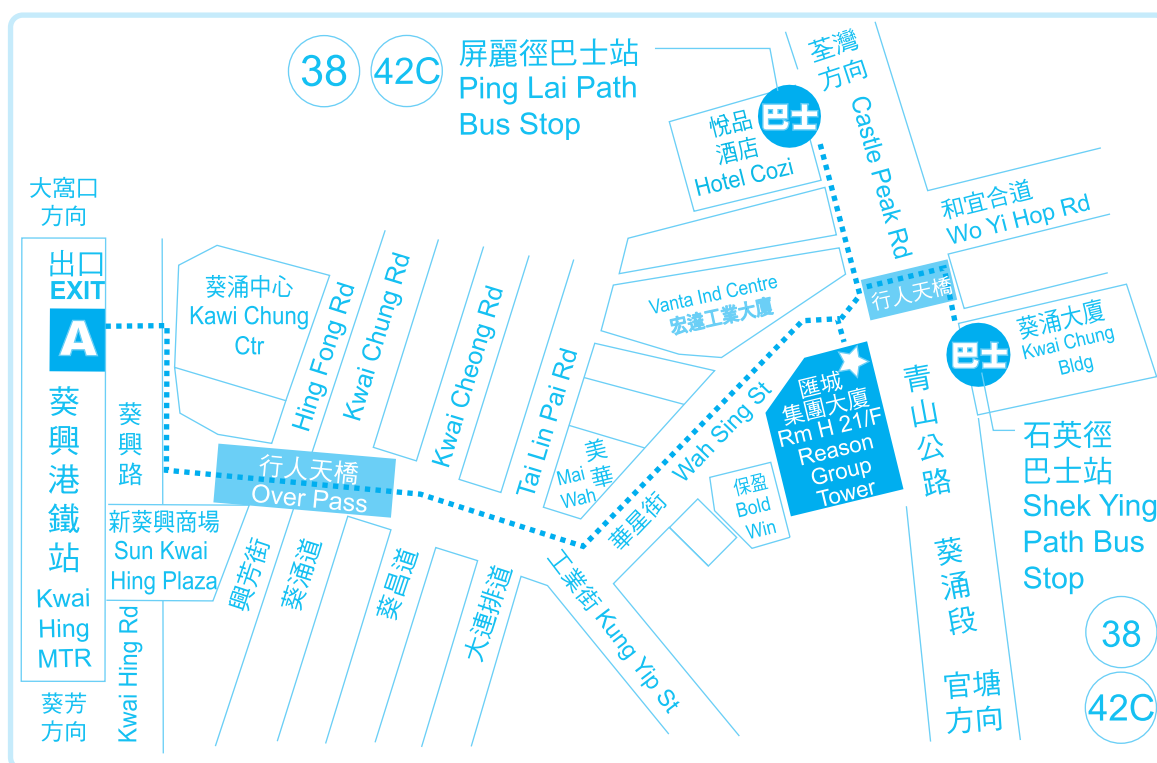 38
42C
屏麗徑巴士站
Ping Lai Path
Bus Stop
荃灣
方向
Castle Peak Rd
巴士
悅品
酒店
Hotel Cozi
和宜合道
Wo Yi Hop Rd
大窩口
方向
出口
EXIT
A
葵興港鐵站
Kwai
Hing
MTR
葵芳
方向
葵興路
Kwai Hing Rd
葵涌中心
Kawi Chung
Ctr
Hing Fong Rd
Kwai Chung Rd
Kwai Cheong Rd
Tai Lin Pai Rd
Vanta Ind Centre
宏達工業大廈
行人天橋
行人天橋
Over Pass
新葵興商場
Sun Kwai
Hing Plaza
興芳街
葵涌道
葵昌道
大連排道
工業街 Kung Yip St
美華
Mai
Wah
華星街 Wah Sing St
保盈
Bold
Win
匯城
集團大廈
Rm H 21/F
Reason
Group
Tower
青山公路
葵涌段
官塘
方向
巴士
葵涌大廈
Kwai Chung
Bldg
石英徑
巴士站
Shek Ying
Path Bus
Stop
38
42C